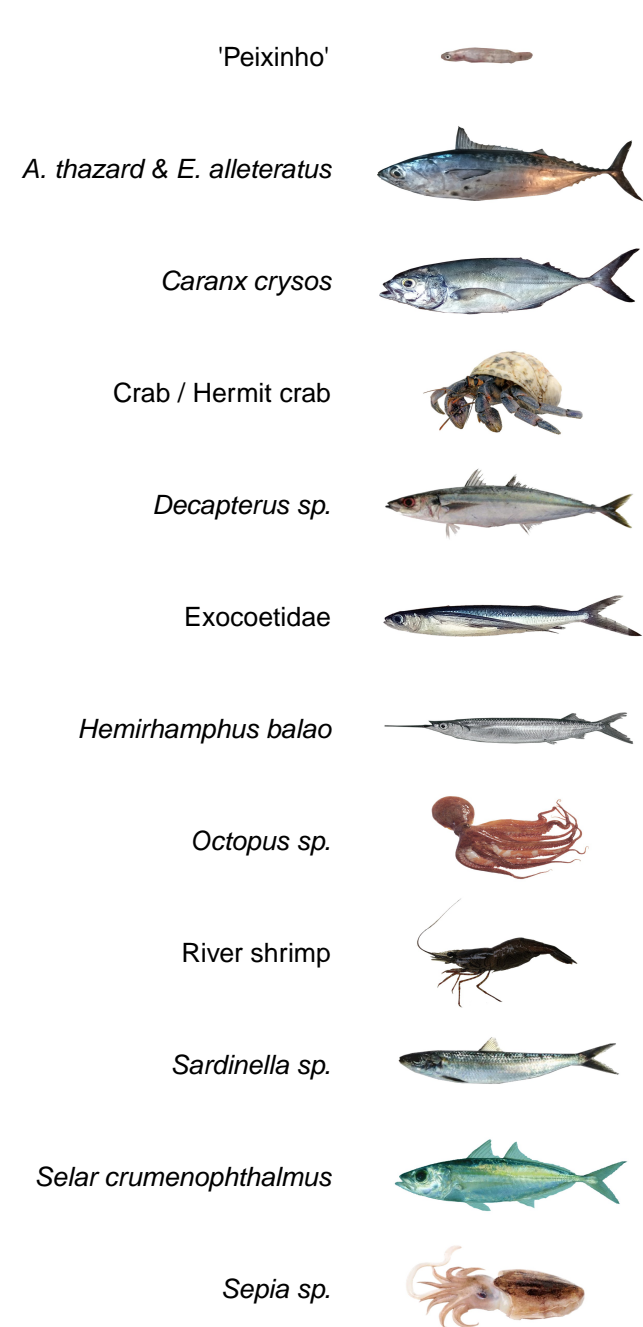 'Peixinho'
A. thazard & E. alleteratus
Caranx crysos
Crab / Hermit crab
Decapterus sp.
Exocoetidae
Hemirhamphus balao
Octopus sp.
River shrimp
Sardinella sp.
Selar crumenophthalmus
Sepia sp.